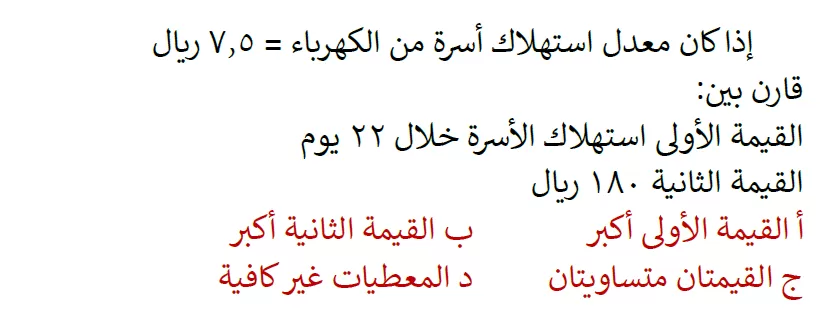 إذا كان معدل استهلاك أسرة من الكهرباء = ٧,٥ ريال
قارن بين:
القيمة الأولى استهلاك الأسرة خلال ٢٢ يوم
القيمة الثانية ١٨٠ ريال
أ القيمة الأولى أكبر ب القيمة الثانية أكبر
ج القيمتان متساويتان د المعطيات غير كافية